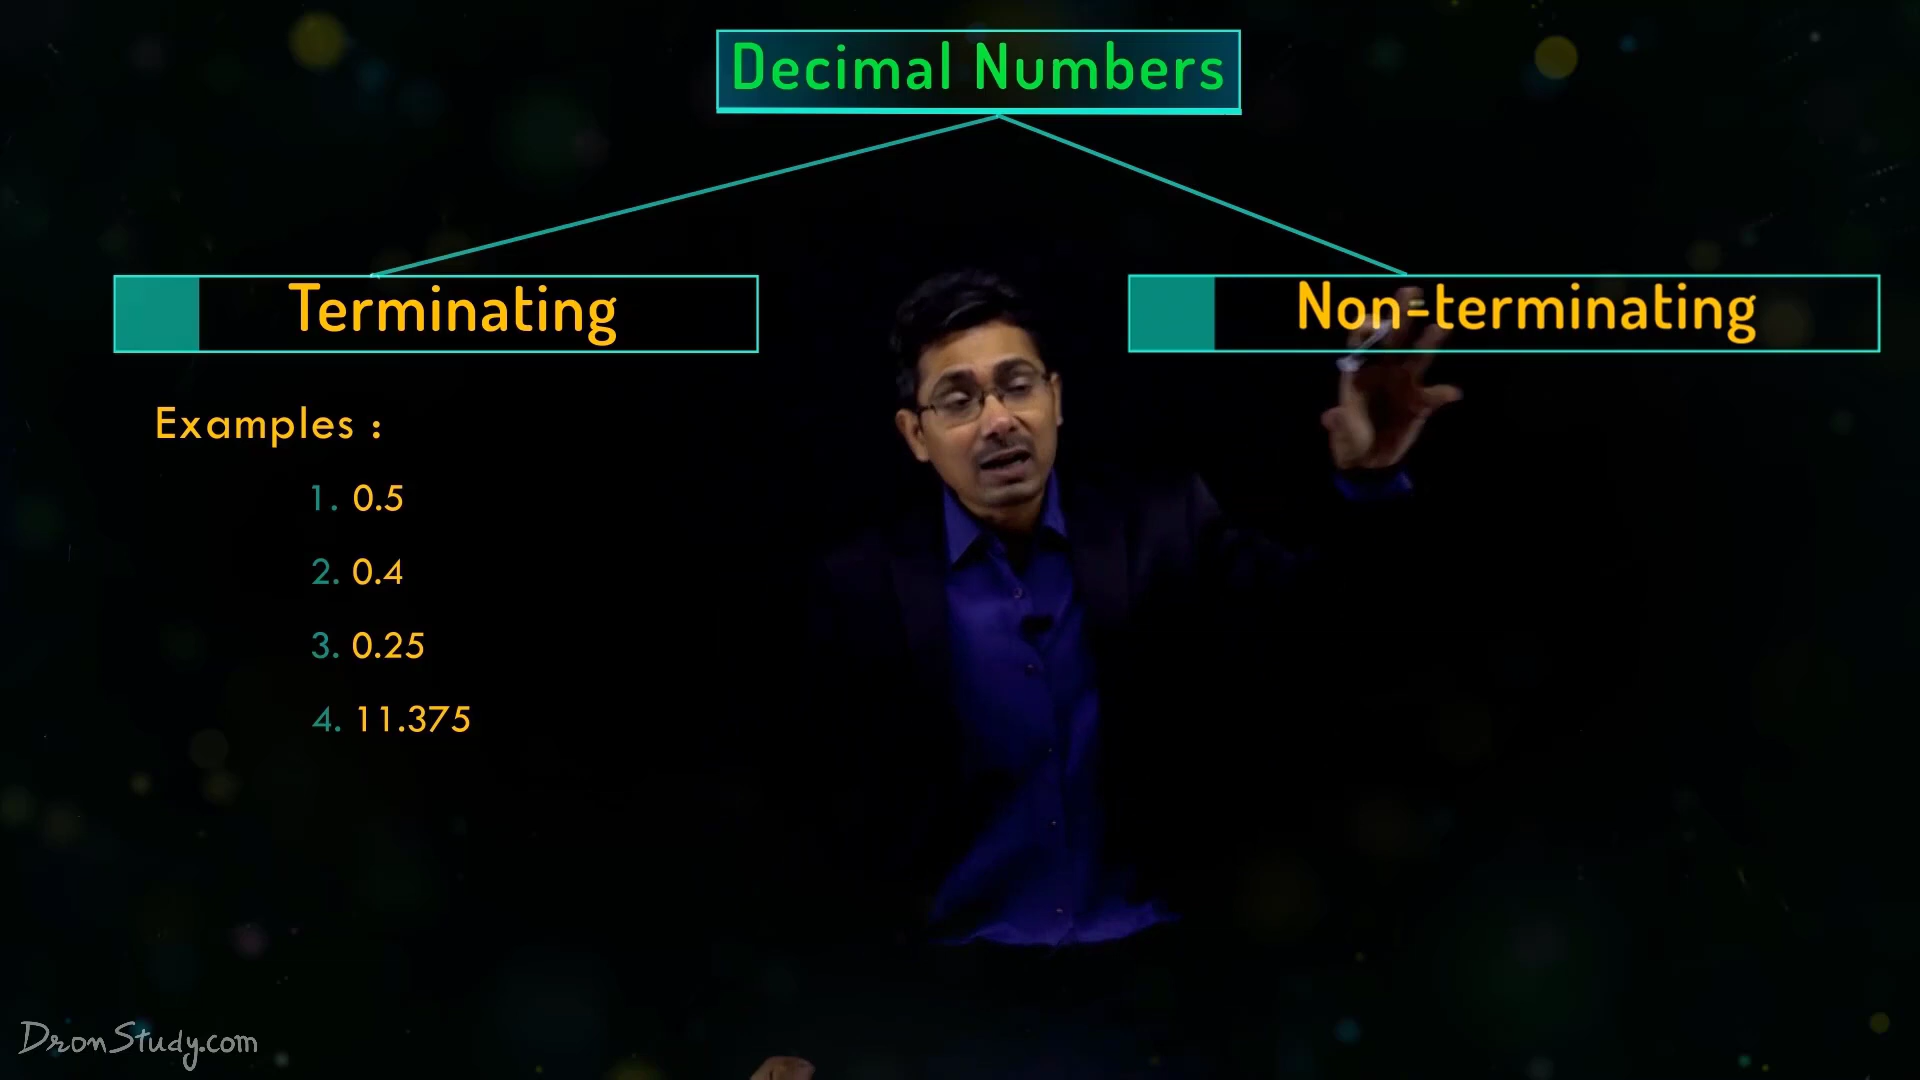 Decimal Numbers
Terminating
Non-terminating
Examples :
1. 0.5
2. 0.4
3. 0.25
4. 11.375
DronStudy.com